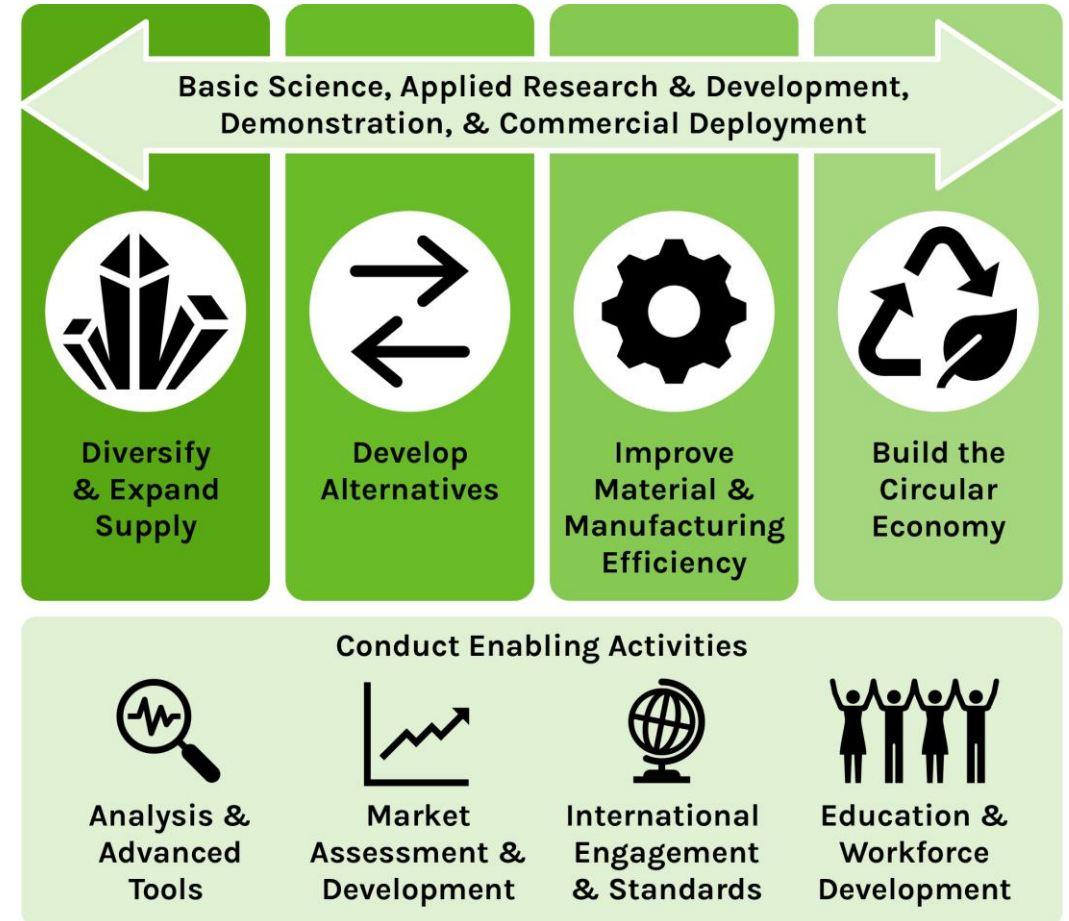 Basic Science, Applied Research & Development,
Demonstration, & Commercial Deployment
Diversify
& Expand
Supply
Develop
Alternatives
Improve
Material &
Manufacturing
Efficiency
Build the
Circular
Economy
Conduct Enabling Activities
Analysis &
Advanced
Tools
Market
Assessment &
Development
International
Engagement
& Standards
Education &
Workforce
Development